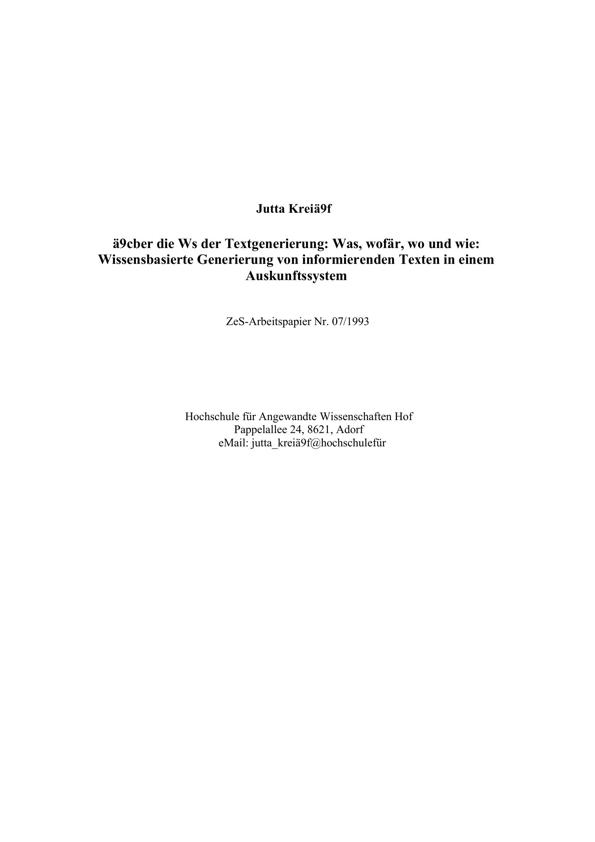 Jutta Kreiä9f
ä9cber die Ws der Textgenerierung: Was, wofär, wo und wie:
Wissensbasierte Generierung von informierenden Texten in einem
Auskunftssystem
ZeS-Arbeitspapier Nr. 07/1993
Hochschule für Angewandte Wissenschaften Hof
Pappelallee 24, 8621, Adorf
eMail: jutta_kreiä9f@hochschulefür